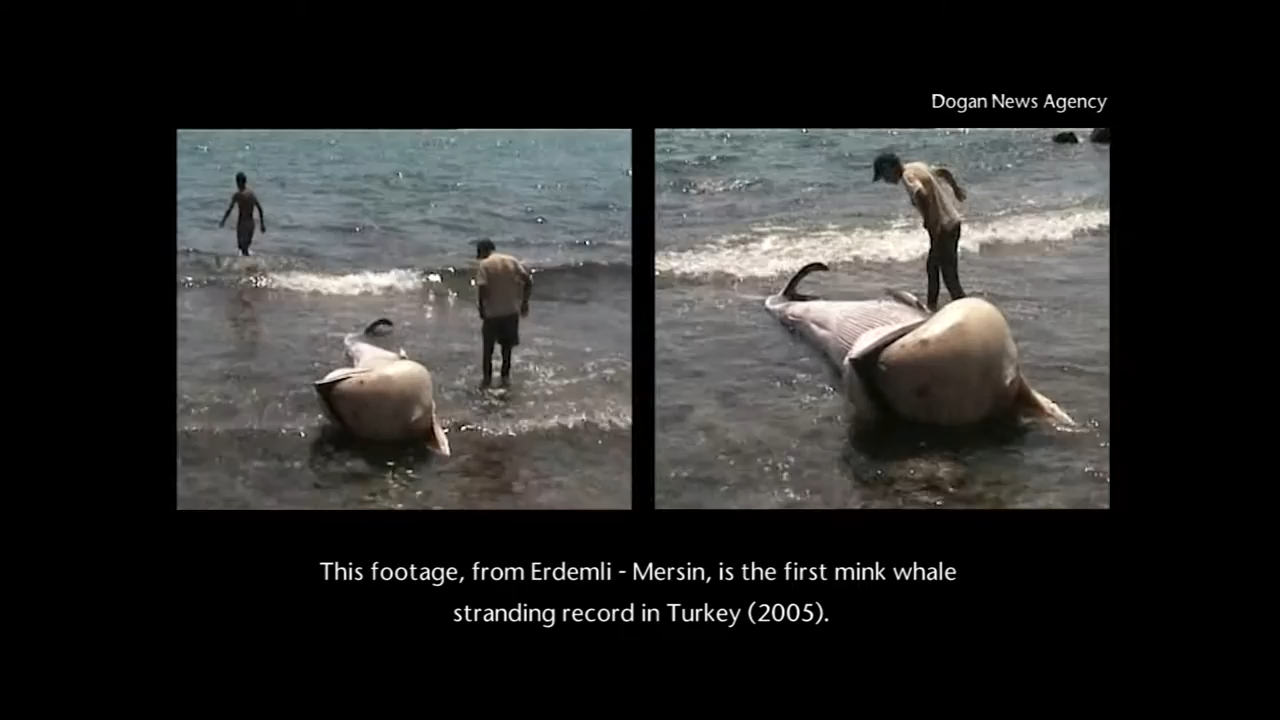 Dogan News Agency
This footage, from Erdemli - Mersin, is the first mink whale
stranding record in Turkey (2005).